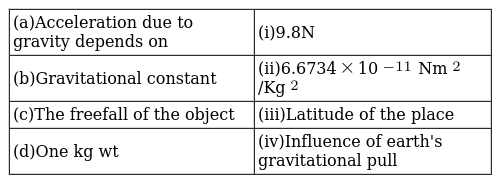 (a)Acceleration due to
gravity depends on
(i)9.8N
(b)Gravitational constant
(ii)6.6734 × 10 ⁻¹¹ Nm ²
/Kg ²
(c)The freefall of the object
(iii)Latitude of the place
(d)One kg wt
(iv)Influence of earth's
gravitational pull